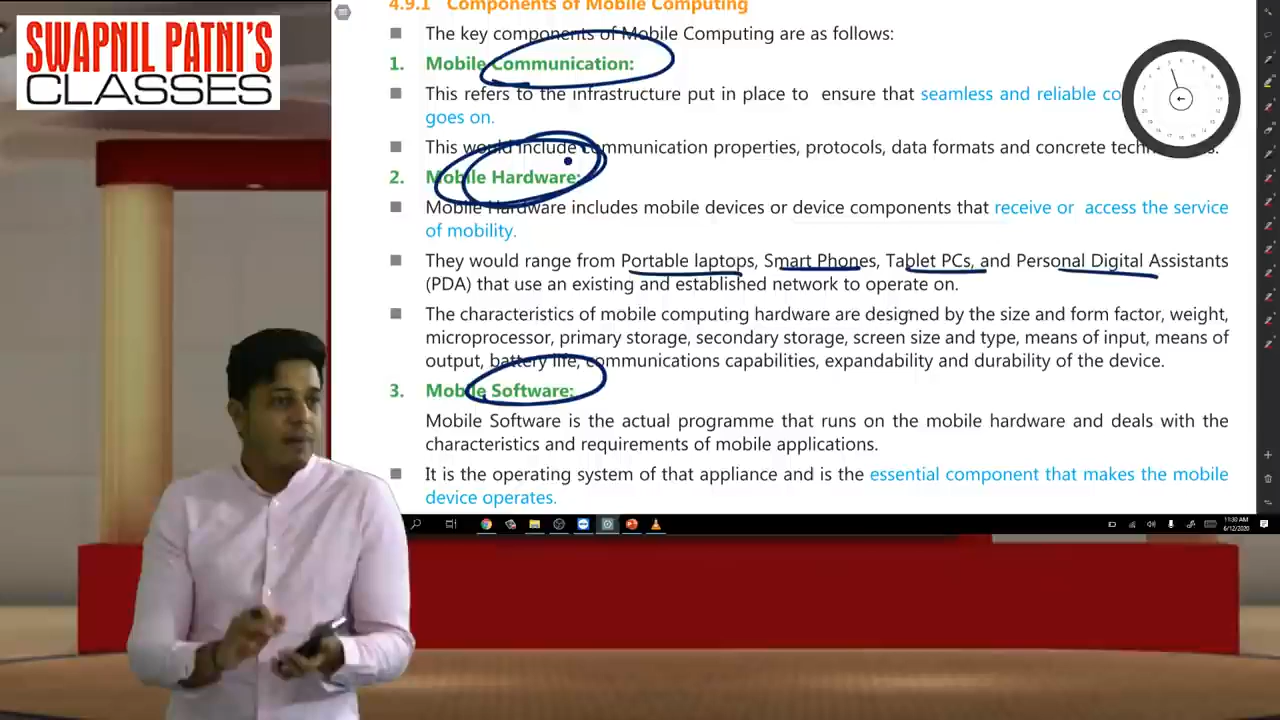 SWAPNIL PATNI'S
CLASSES
4.9.1 Components of Mobile Computing
■ The key components of Mobile Computing are as follows:
1. Mobile Communication:
■ This refers to the infrastructure put in place to ensure that seamless and reliable
goes on.
■ This would include communication properties, protocols, data formats and concrete
2. Mobile Hardware:
■ Mobile Hardware includes mobile devices or device components that receive or access the service
of mobility.
■ They would range from Portable laptops, Smart Phones, Tablet PCs, and Personal Digital Assistants
(PDA) that use an existing and established network to operate on.
■ The characteristics of mobile computing hardware are designed by the size and form factor, weight,
microprocessor, primary storage, secondary storage, screen size and type, means of input, means of
output, battery life, communications capabilities, expandability and durability of the device.
3. Mobile Software:
Mobile Software is the actual programme that runs on the mobile hardware and deals with the
characteristics and requirements of mobile applications.
■ It is the operating system of that appliance and is the essential component that makes the mobile
device operates.
11:30 AM
6/12/2020